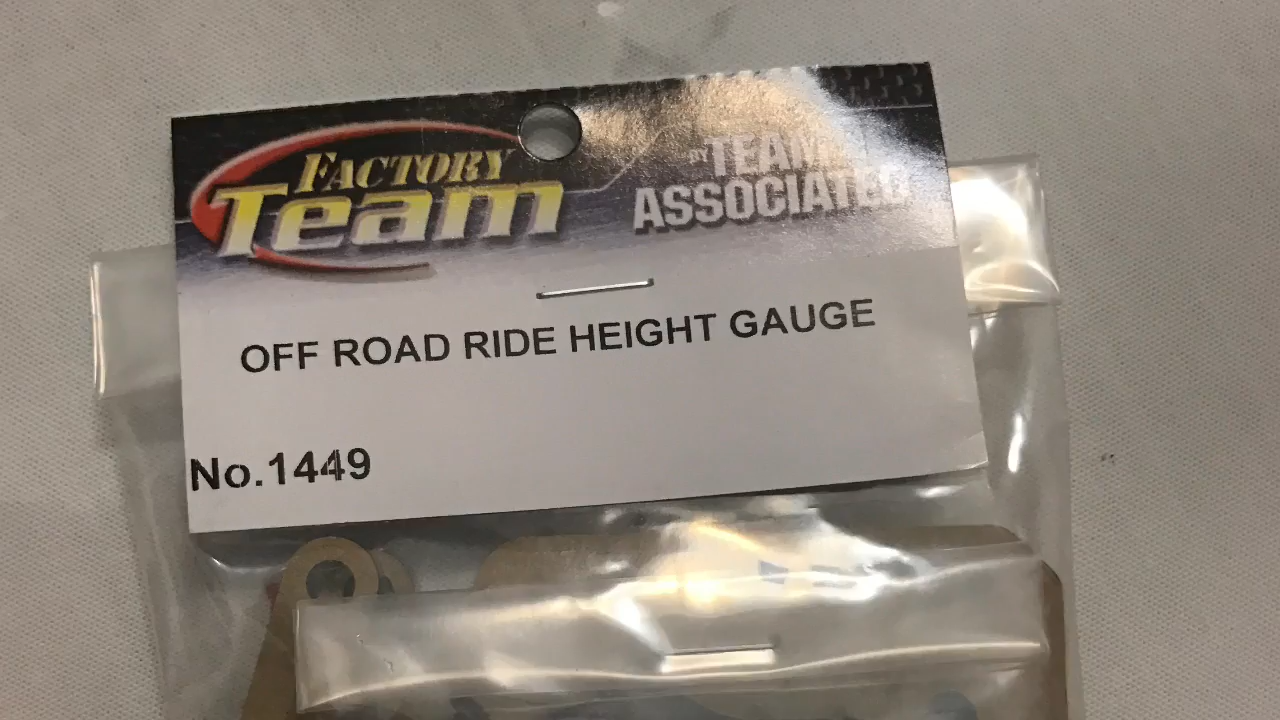 FACTORY
Team
BY TEAM
ASSOCIATED
OFF ROAD RIDE HEIGHT GAUGE
No.1449